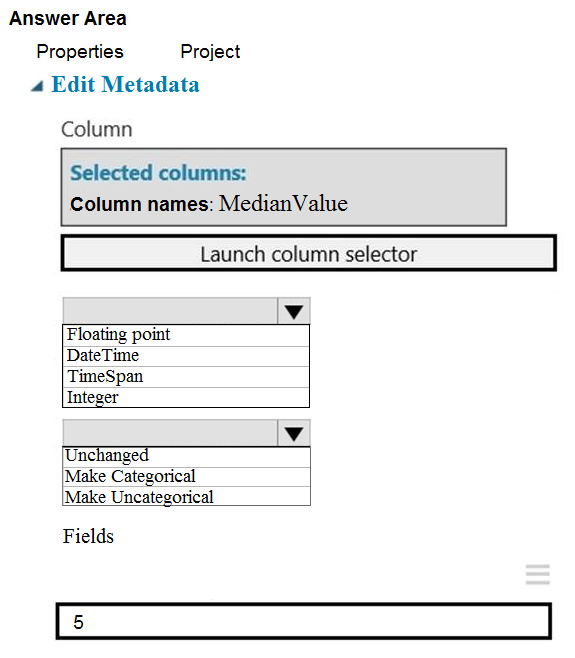 Answer Area
Properties Project
Edit Metadata
Column
Selected columns:
Column names: MedianValue
Launch column selector
Floating point
DateTime
TimeSpan
Integer
Unchanged
Make Categorical
Make Uncategorical
Fields
5